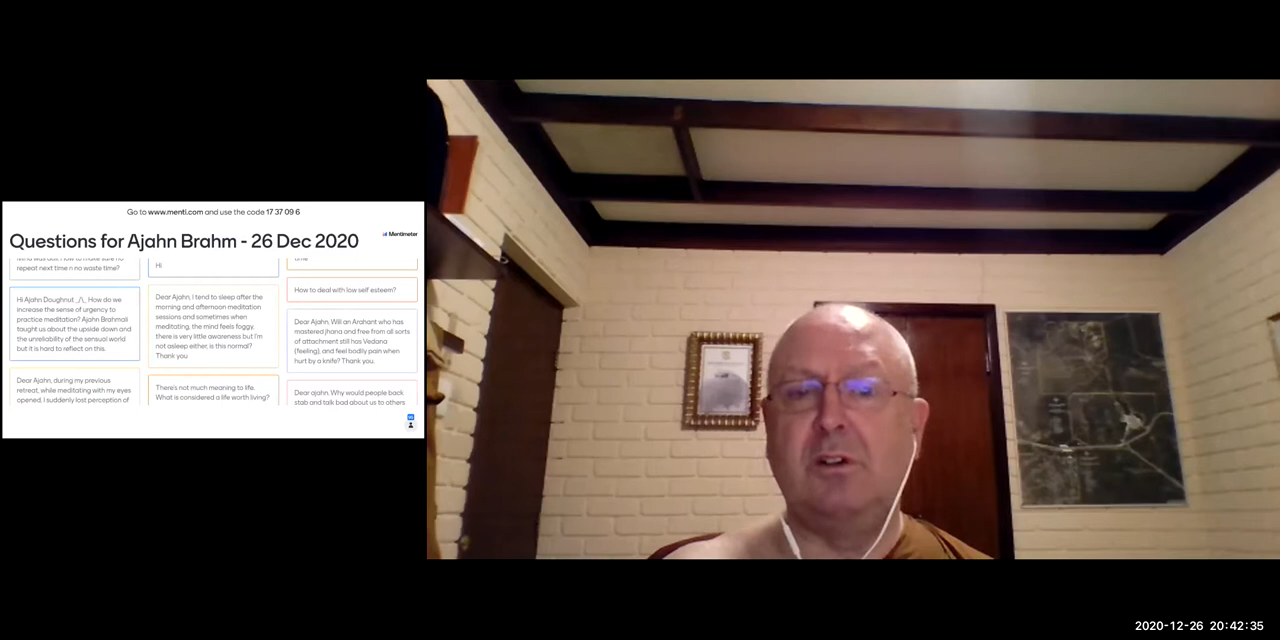 Go to www.menti.com and use the code 17 37 09 6
Mentimeter
Questions for Ajahn Brahm - 26 Dec 2020
repeat next time n no waste time?
Hi Ajahn Doughnut _/\_ How do we
increase the sense of urgency to
practice meditation? Ajahn Brahmali
taught us about the upside down and
the unreliability of the sensual world
but it is hard to reflect on this.
Dear Ajahn, during my previous
retreat, while meditating with my eyes
opened, I suddenly lost perception of
Hi
Dear Ajahn, I tend to sleep after the
morning and afternoon meditation
sessions and sometimes when
meditating, the mind feels foggy,
there is very little awareness but I'm
not asleep either, is this normal?
Thank you
There's not much meaning to life.
What is considered a life worth living?
How to deal with low self esteem?
Dear Ajahn, Will an Arahant who has
mastered jhana and free from all sorts
of attachment still has Vedana
(feeling), and feel badly pain when
hurt by a knife? Thank you.
Dear ajahn, Why would people back
stab and talk bad about us to others
2020-12-26 20:42:35